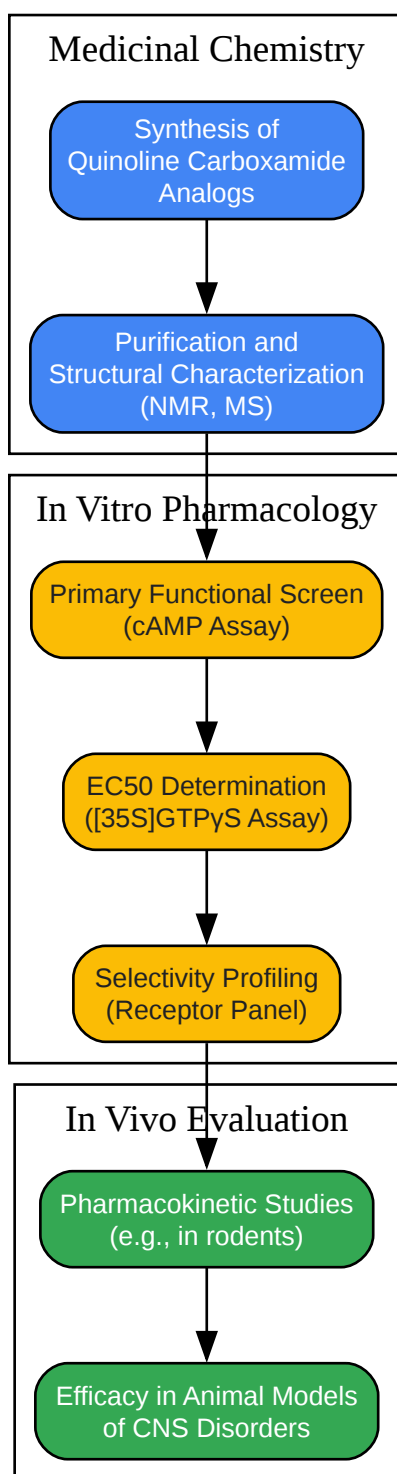 Medicinal Chemistry
Synthesis of
Quinoline Carboxamide
Analogs
Purification and
Structural Characterization
(NMR, MS)
In Vitro Pharmacology
Primary Functional Screen
(cAMP Assay)
EC50 Determination
([35S]GTPγS Assay)
Selectivity Profiling
(Receptor Panel)
In Vivo Evaluation
Pharmacokinetic Studies
(e.g., in rodents)
Efficacy in Animal Models
of CNS Disorders